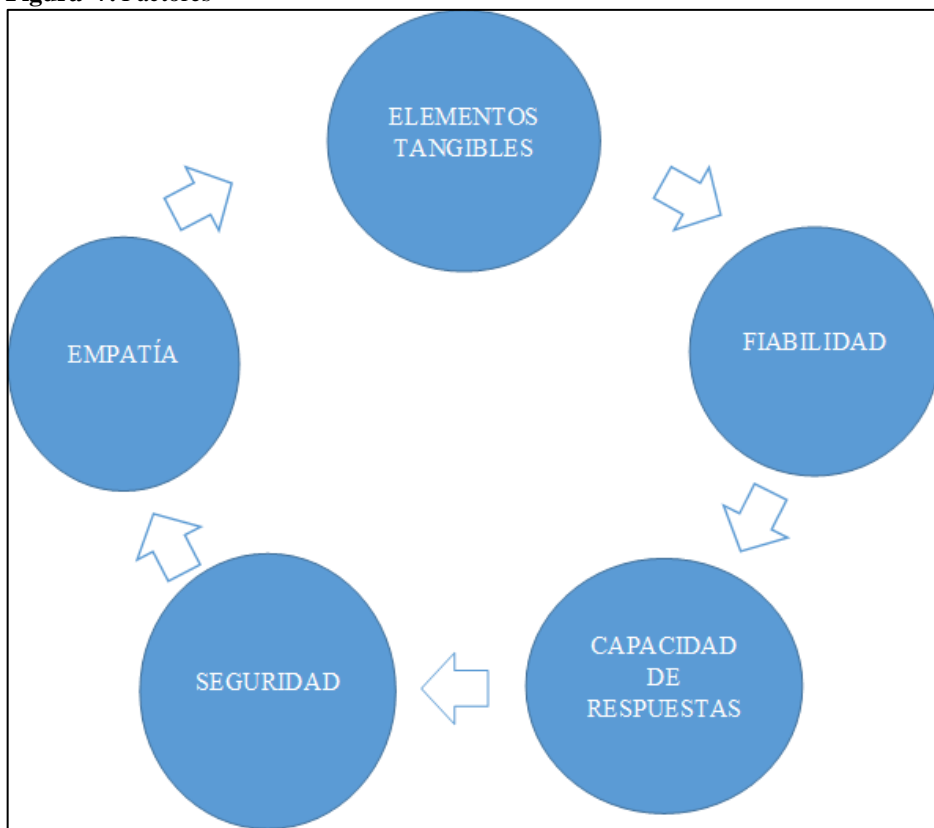 ELEMENTOS
TANGIBLES
FIABILIDAD
CAPACIDAD
DE
RESPUESTAS
SEGURIDAD
EMPATÍA